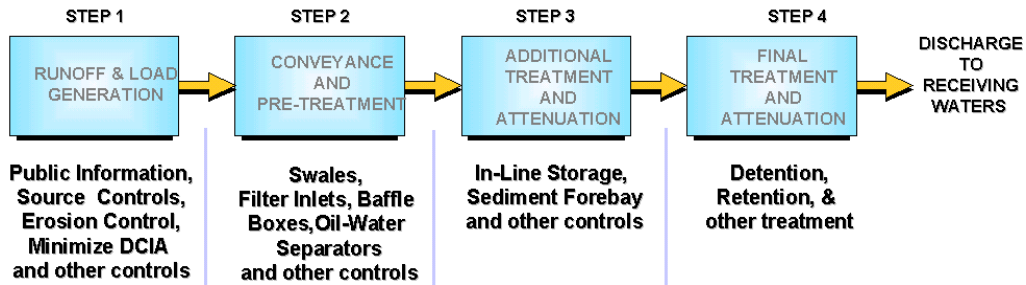 STEP 1
RUNOFF & LOAD
GENERATION
Public Information,
Source Controls,
Erosion Control,
Minimize DCIA
and other controls
STEP 2
CONVEYANCE
AND
PRE-TREATMENT
Swales,
Filter Inlets, Baffle
Boxes,Oil-Water
Separators
and other controls
STEP 3
ADDITIONAL
TREATMENT
AND
ATTENUATION
In-Line Storage,
Sediment Forebay
and other controls
STEP 4
FINAL
TREATMENT
AND
ATTENUATION
Detention,
Retention, &
other treatment
DISCHARGE
TO
RECEIVING
WATERS